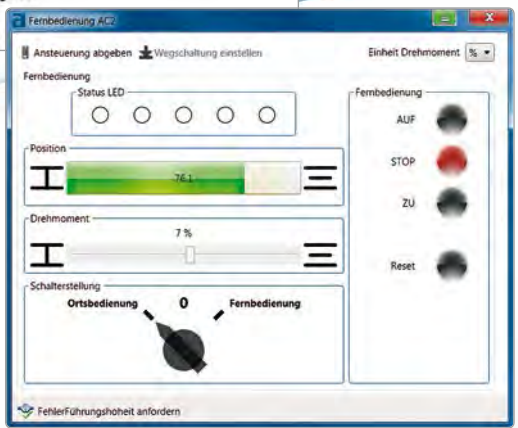 Fernbedienung AC2
Ansteuerung abgeben Wegschaltung einstellen
Einheit Drehmoment %
Fernbedienung
Status LED
Position
76.1
Drehmoment
7 %
Schalterstellung
Ortsbedienung 0 Fernbedienung
Fernbedienung
AUF
STOP
ZU
Reset
FehlerFührungshoheit anfordern